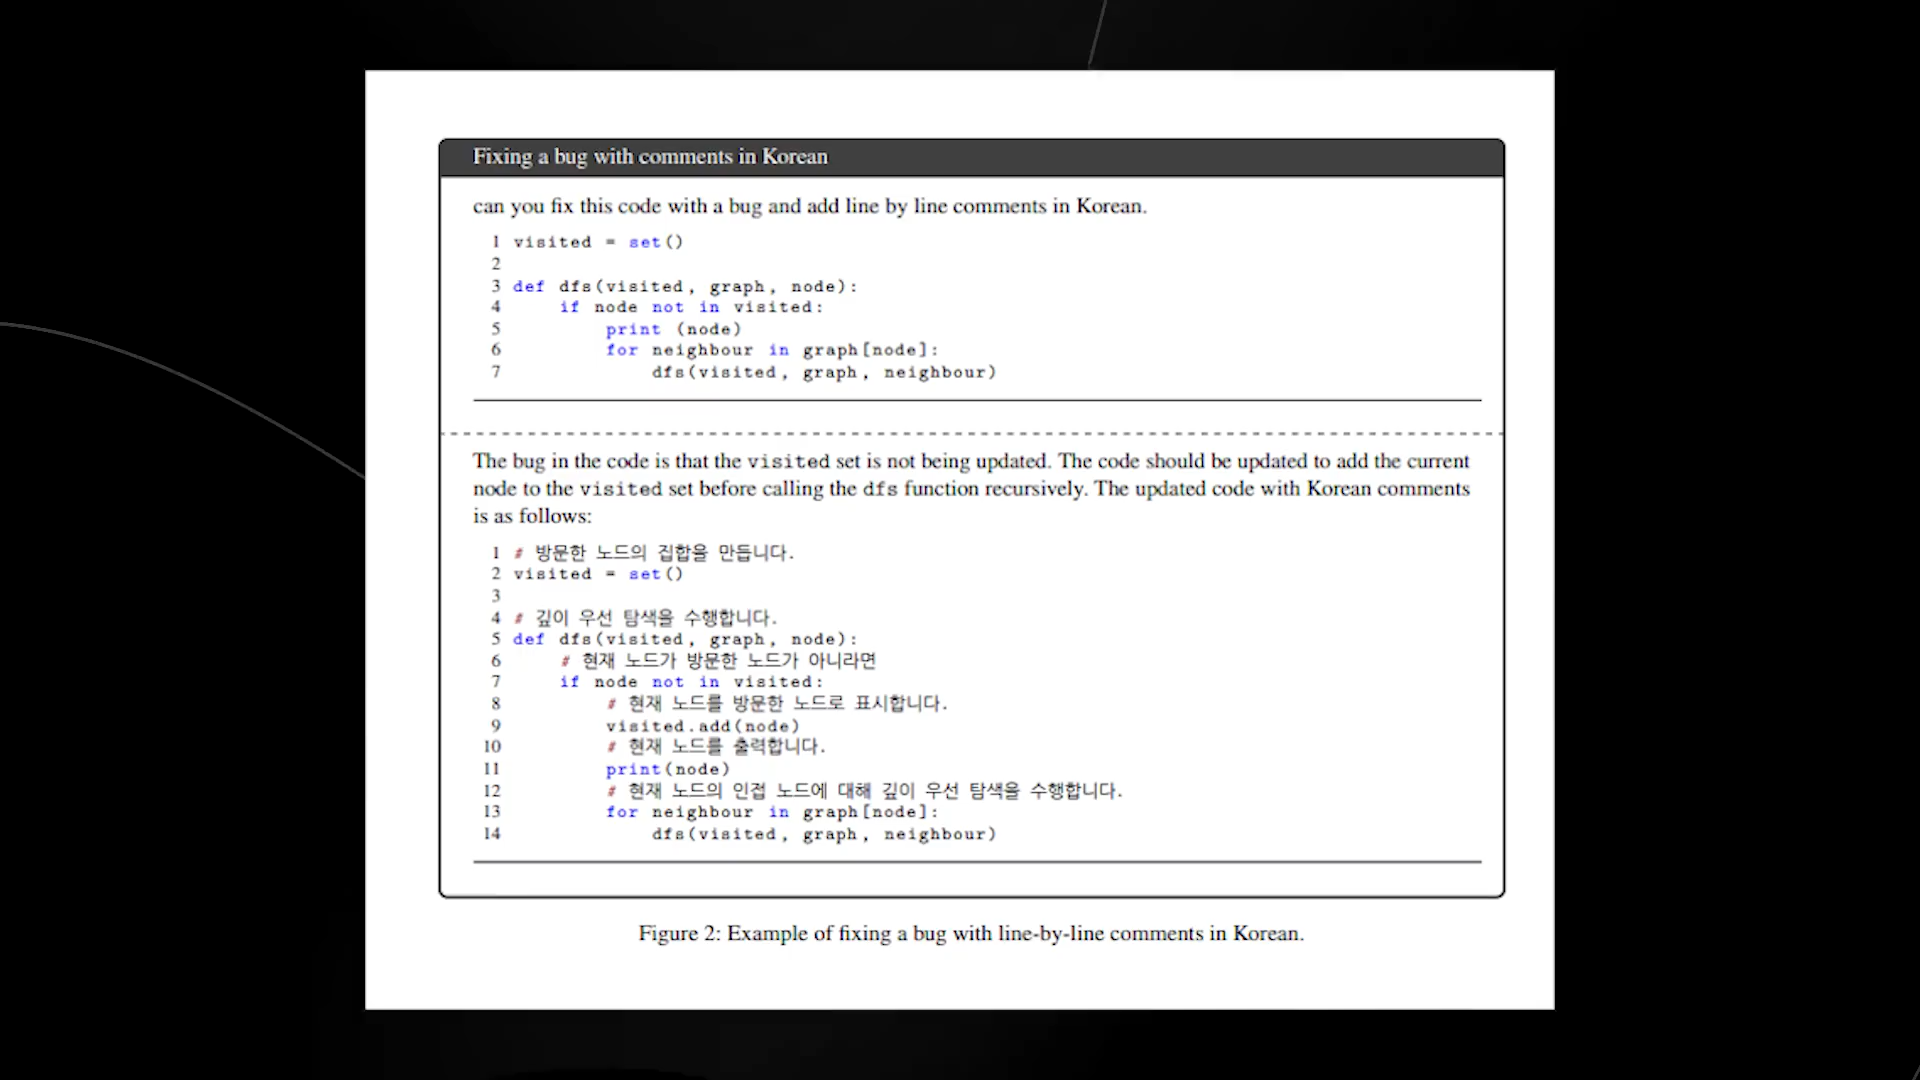 Fixing a bug with comments in Korean
can you fix this code with a bug and add line by line comments in Korean.
1 visited = set()
2
3 def dfs(visited, graph, node):
4     if node not in visited:
5         print (node)
6         for neighbour in graph[node]:
7             dfs(visited, graph, neighbour)
The bug in the code is that the visited set is not being updated. The code should be updated to add the current
node to the visited set before calling the dfs function recursively. The updated code with Korean comments
is as follows:
1 # 방문한 노드의 집합을 만듭니다.
2 visited = set()
3
4 # 깊이 우선 탐색을 수행합니다.
5 def dfs(visited, graph, node):
6     # 현재 노드가 방문한 노드가 아니라면
7     if node not in visited:
8         # 현재 노드를 방문한 노드로 표시합니다.
9         visited.add(node)
10         # 현재 노드를 출력합니다.
11         print(node)
12         # 현재 노드의 인접 노드에 대해 깊이 우선 탐색을 수행합니다.
13         for neighbour in graph[node]:
14             dfs(visited, graph, neighbour)
Figure 2: Example of fixing a bug with line-by-line comments in Korean.